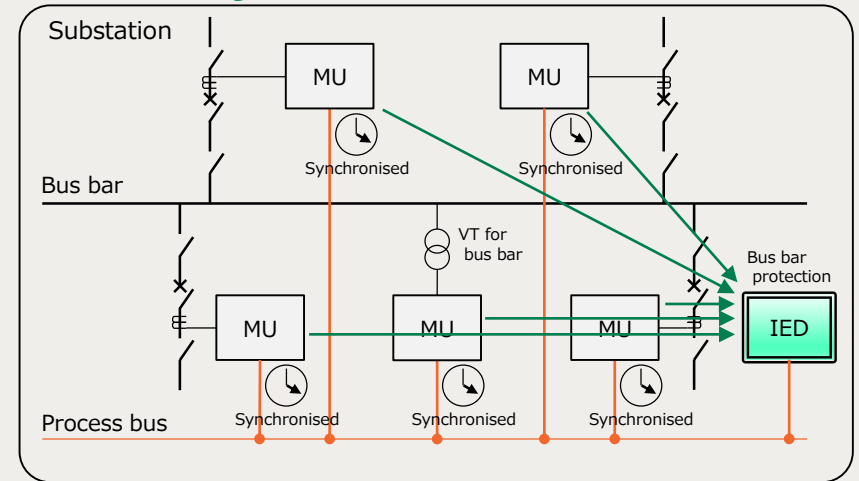 Substation
MU
MU
Synchronised
Synchronised
Bus bar
VT for
bus bar
Bus bar
protection
MU
MU
MU
IED
Synchronised
Synchronised
Synchronised
Process bus